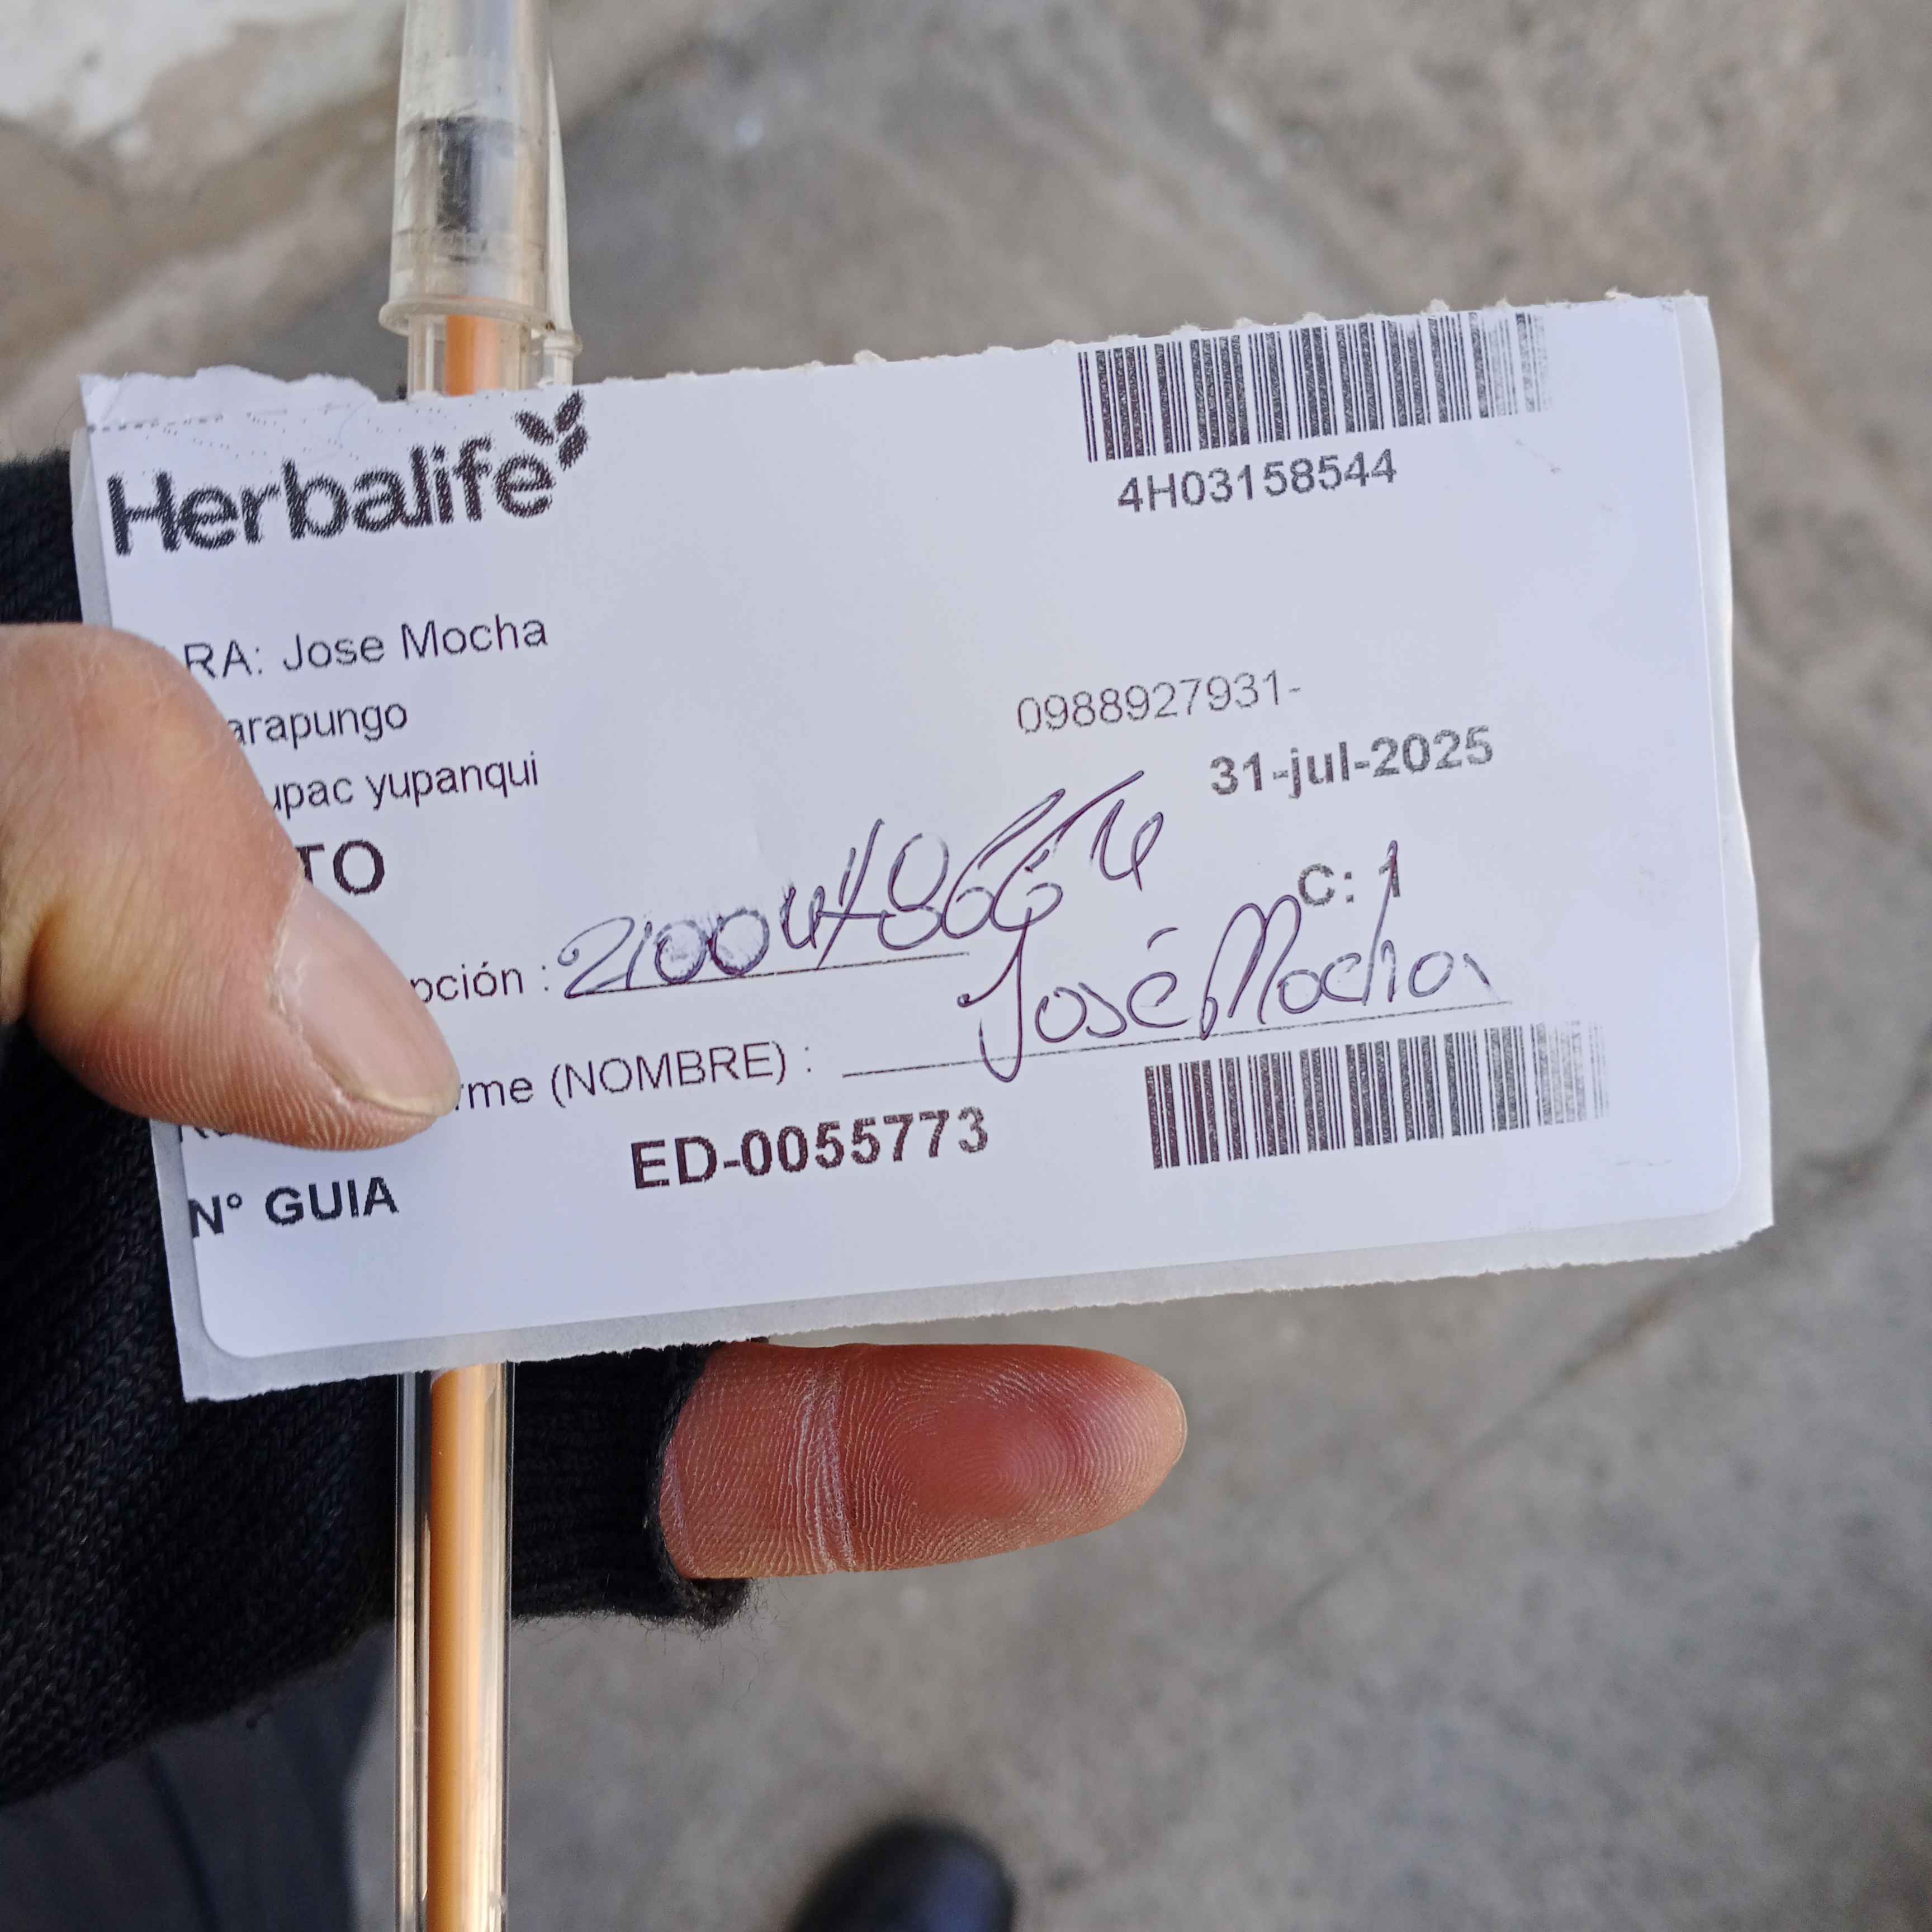 Herbalife
4H03158544
RA: Jose Mocha
arapungo
0988927931-
upac yupanqui
31-jul-2025
TO
C: 1
pción :
rme (NOMBRE) : José Mocha
N° GUIA ED-0055773